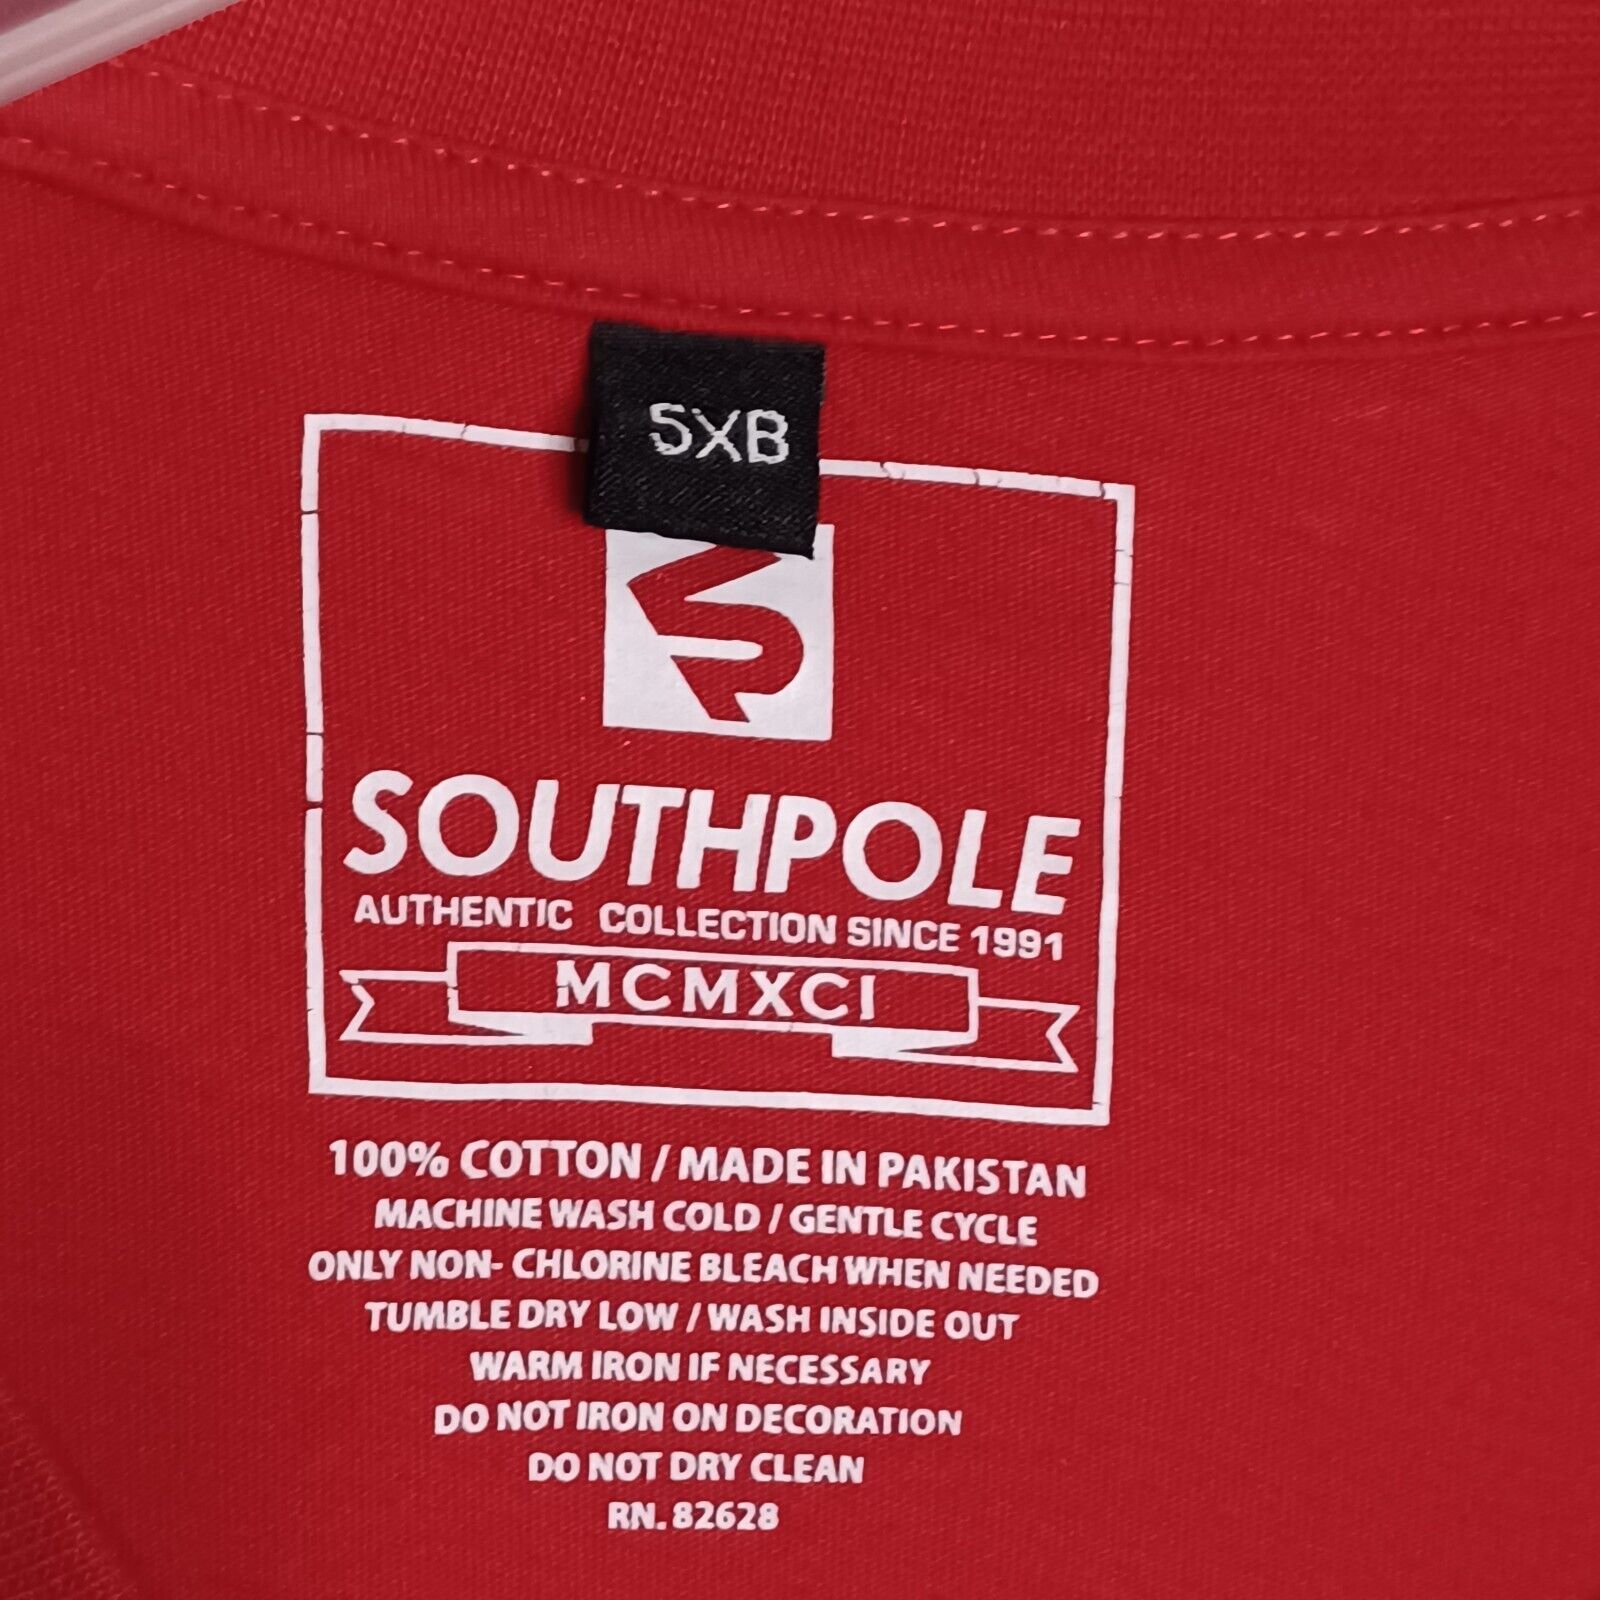 5XB
SOUTHPOLE
AUTHENTIC COLLECTION SINCE 1991
MCMXCI
100% COTTON / MADE IN PAKISTAN
MACHINE WASH COLD / GENTLE CYCLE
ONLY NON- CHLORINE BLEACH WHEN NEEDED
TUMBLE DRY LOW / WASH INSIDE OUT
WARM IRON IF NECESSARY
DO NOT IRON ON DECORATION
DO NOT DRY CLEAN
RN. 82628